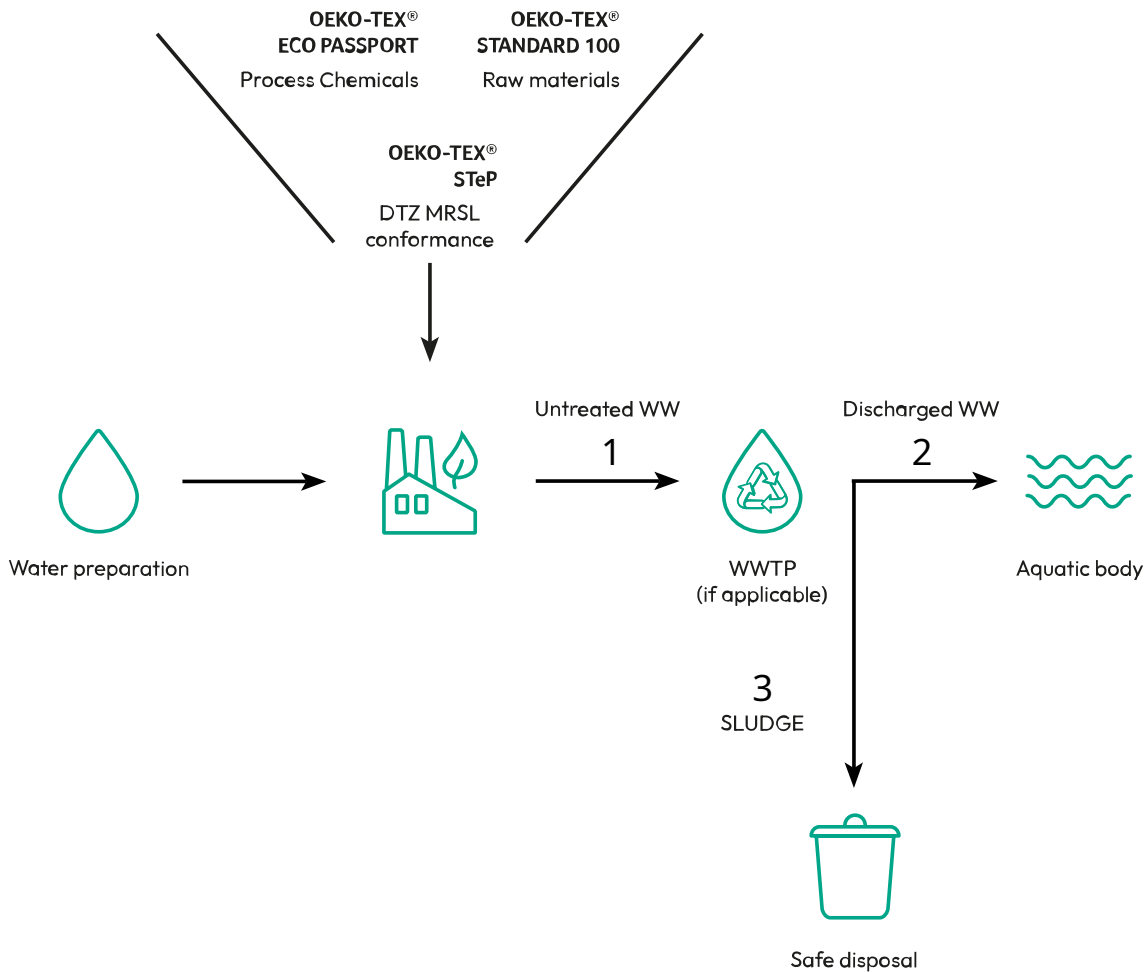 OEKO-TEX®
ECO PASSPORT
Process Chemicals
OEKO-TEX®
STANDARD 100
Raw materials
OEKO-TEX®
STeP
DTZ MRSL
conformance
Water preparation
Untreated WW
1
WWTP
(if applicable)
Discharged WW
2
Aquatic body
3
SLUDGE
Safe disposal